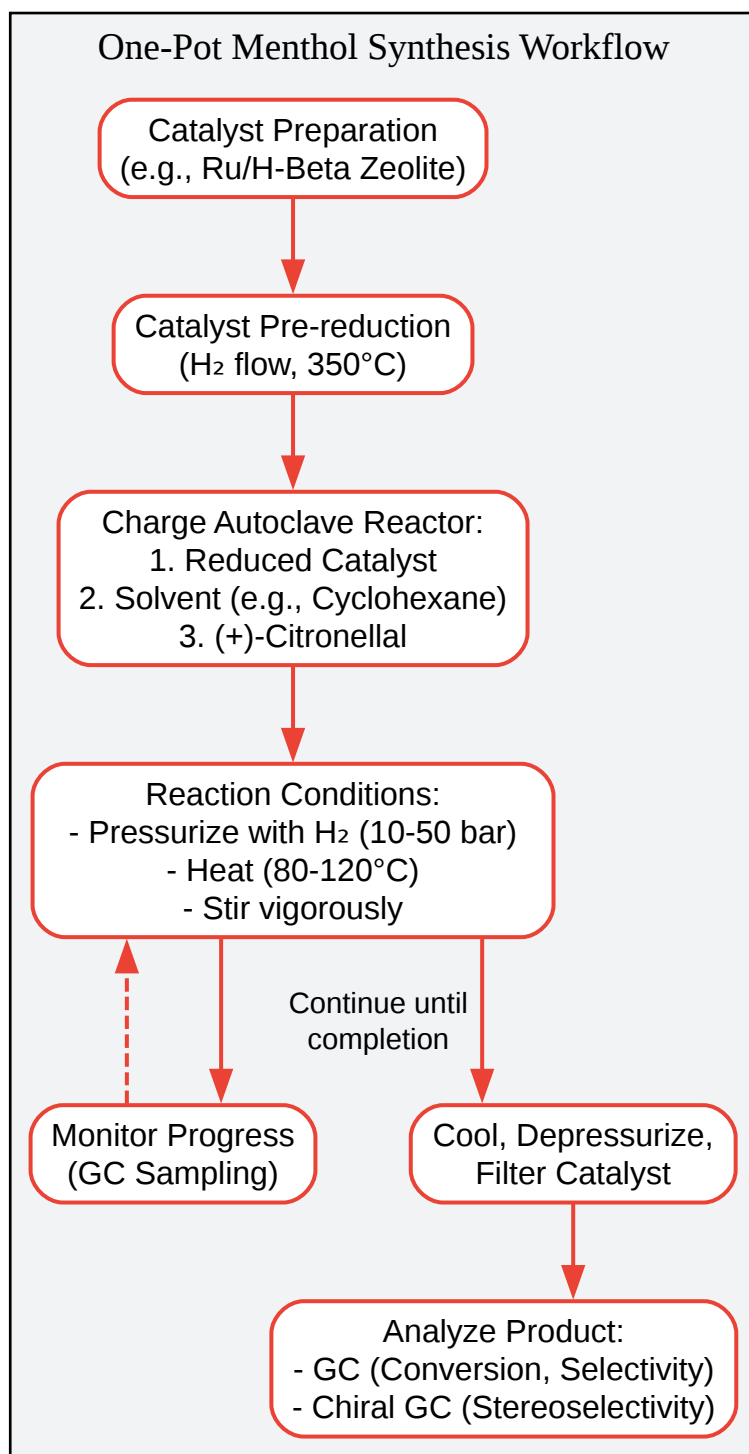 One-Pot Menthol Synthesis Workflow
Catalyst Preparation
(e.g., Ru/H-Beta Zeolite)
Catalyst Pre-reduction
(H₂ flow, 350°C)
Charge Autoclave Reactor:
1. Reduced Catalyst
2. Solvent (e.g., Cyclohexane)
3. (+)-Citronellal
Reaction Conditions:
- Pressurize with H₂ (10-50 bar)
- Heat (80-120°C)
- Stir vigorously
Continue until
completion
Monitor Progress
(GC Sampling)
Cool, Depressurize,
Filter Catalyst
Analyze Product:
- GC (Conversion, Selectivity)
- Chiral GC (Stereoselectivity)